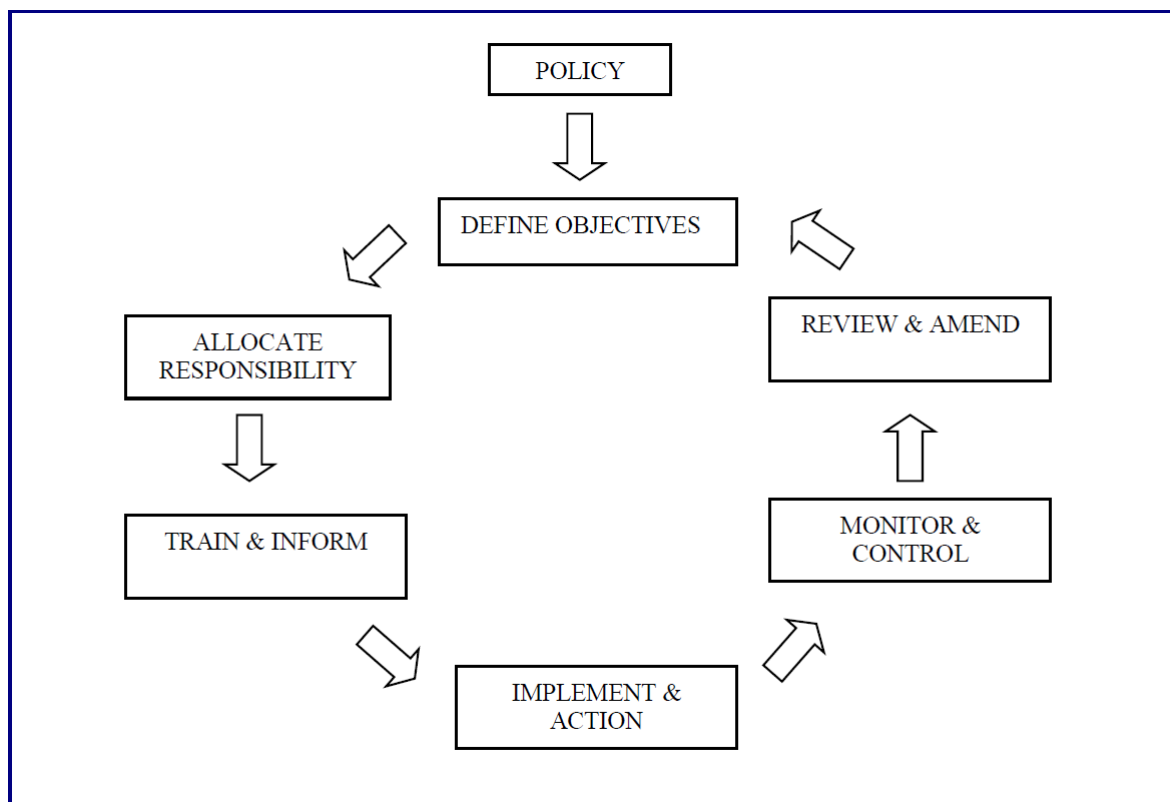 POLICY
DEFINE OBJECTIVES
ALLOCATE
RESPONSIBILITY
TRAIN & INFORM
IMPLEMENT &
ACTION
MONITOR &
CONTROL
REVIEW & AMEND